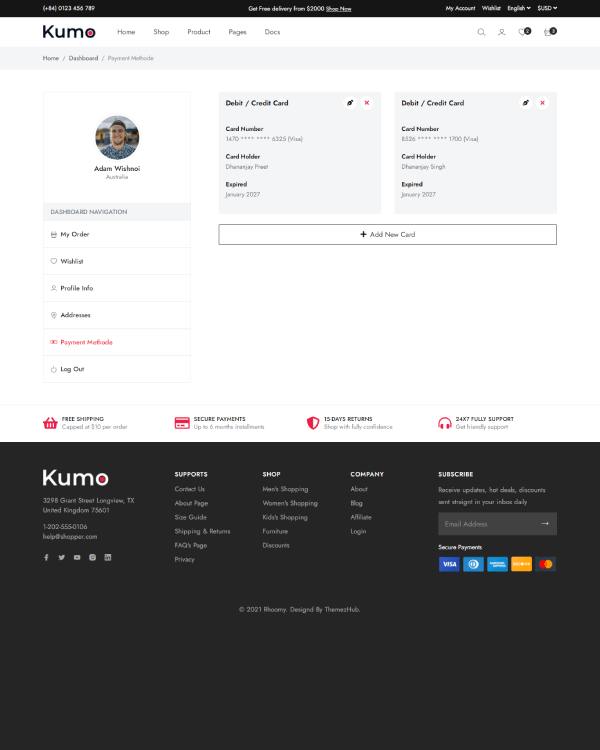 (+84) 0123 456 789
Get Free delivery from $2000 Shop Now
My Account Wishlist English $USD
Kumo Home Shop Product Pages Docs
Home / Dashboard / Payment Methode
Adam Wishnoi
Australia
DASHBOARD NAVIGATION
My Order
Wishlist
Profile Info
Addresses
Payment Methode
Log Out
Debit / Credit Card
Card Number
1470 **** **** 6325 (Visa)
Card Holder
Dhananjay Preet
Expired
January 2027
Debit / Credit Card
Card Number
8526 **** **** 1700 (Visa)
Card Holder
Dhananjay Singh
Expired
January 2027
+ Add New Card
FREE SHIPPING
Capped at $10 per order
SECURE PAYMENTS
Up to 6 months installments
15-DAYS RETURNS
Shop with fully confidence
24X7 FULLY SUPPORT
Get friendly support
Kumo
3298 Grant Street Longview, TX
United Kingdom 75601
1-202-555-0106
help@shopper.com
SUPPORTS
Contact Us
About Page
Size Guide
Shipping & Returns
FAQ's Page
Privacy
SHOP
Men's Shopping
Women's Shopping
Kids's Shopping
Furniture
Discounts
COMPANY
About
Blog
Affiliate
Login
SUBSCRIBE
Receive updates, hot deals, discounts
sent straignt in your inbox daily
Email Address
Secure Payments
VISA
© 2021 Rhoomy. Designd By ThemezHub.